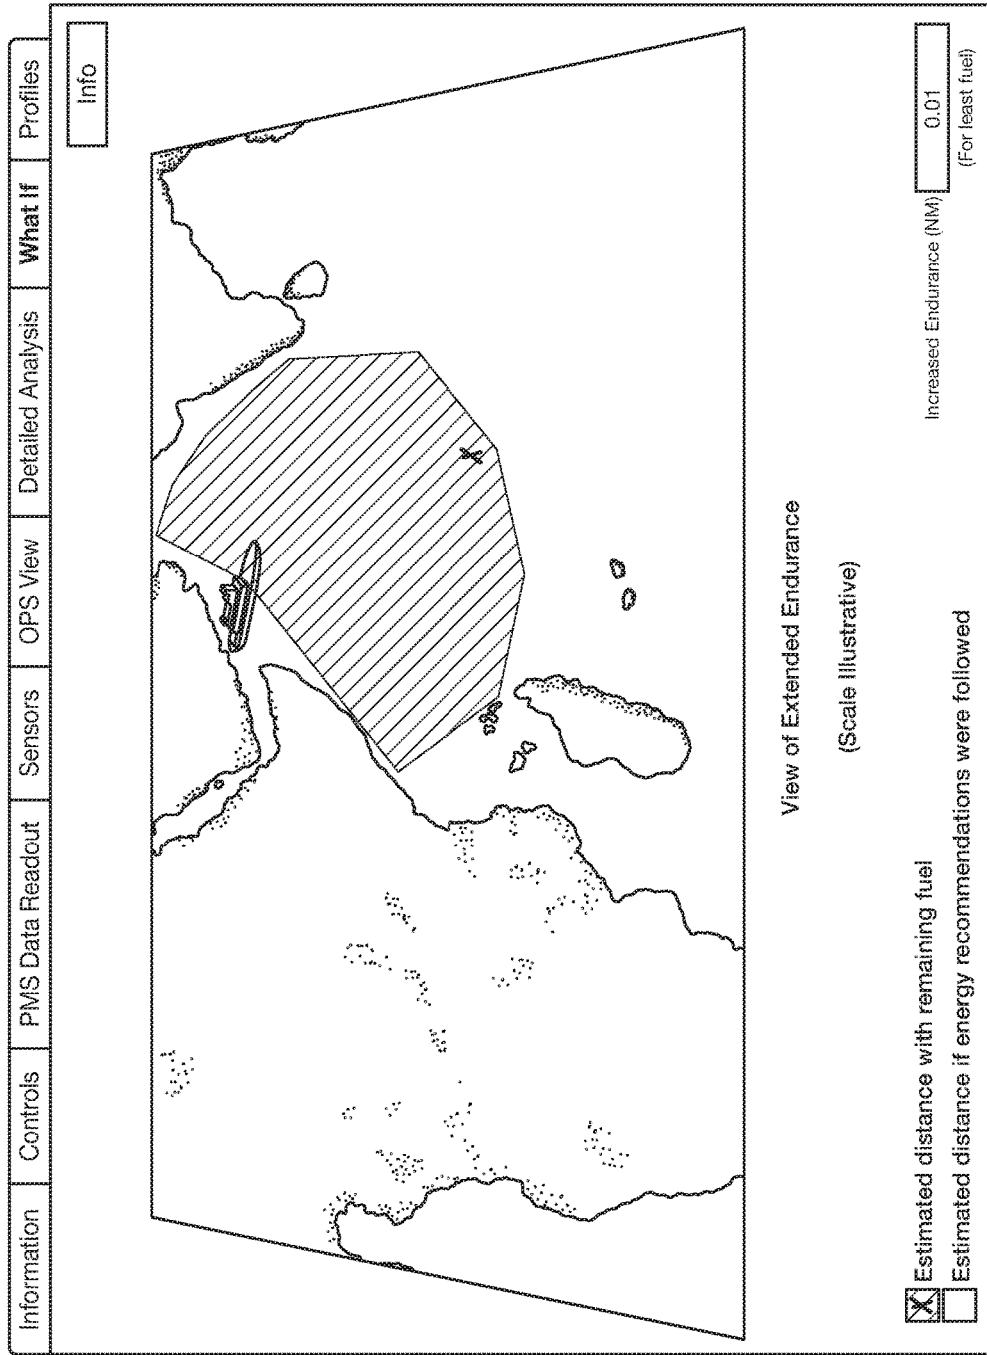 Information Controls PMS Data Readout Sensors OPS View Detailed Analysis What If Profiles
Info
View of Extended Endurance
(Scale Illustrative)
X Estimated distance with remaining fuel
Estimated distance if energy recommendations were followed
Increased Endurance (NM) 0.01
(For least fuel)